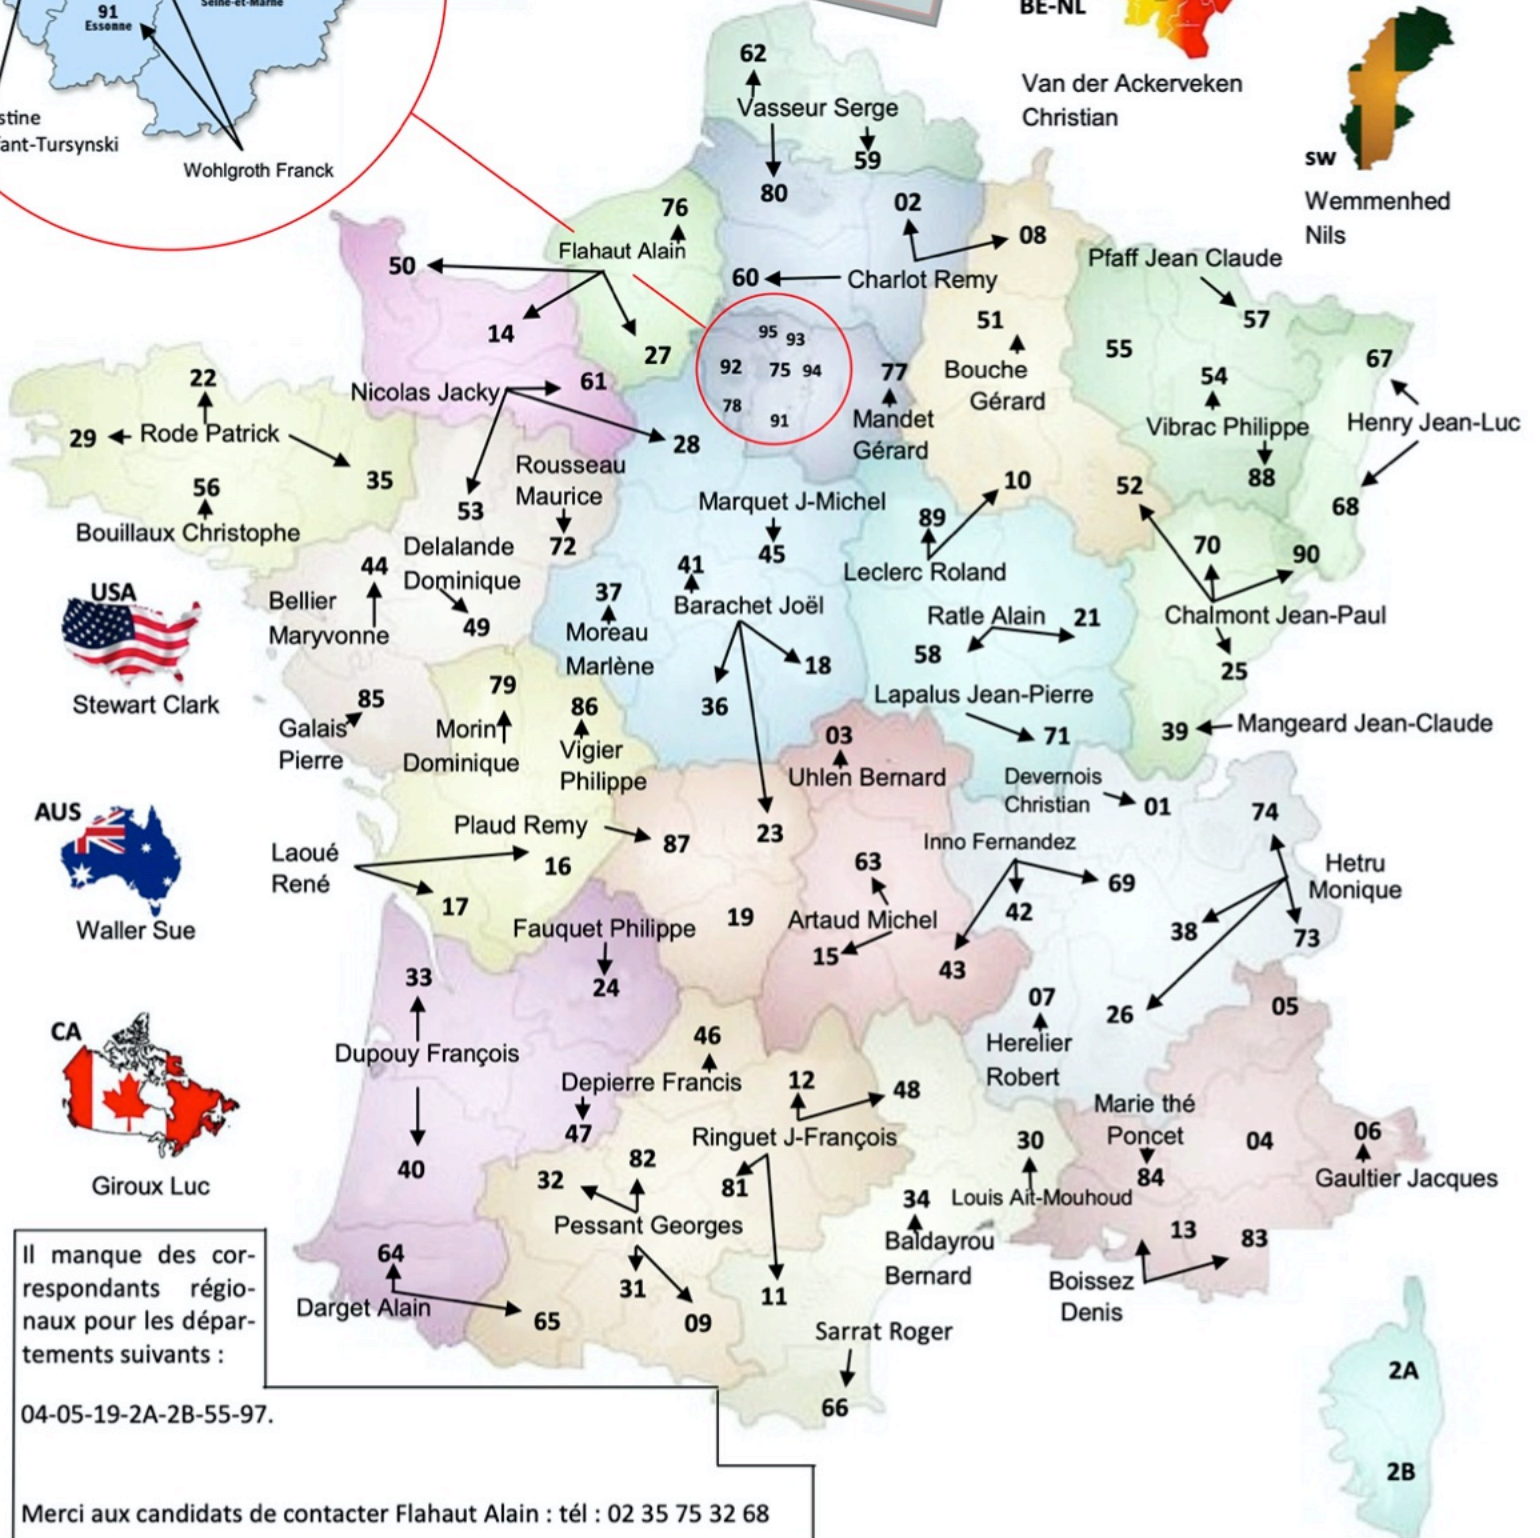 91
Essonne
Seine-et-Marne
stine
ant-Tursynski
Wohlgroth Franck
BE-NL
Van der Ackerveken
Christian
SW
Wemmenhed
Nils
62
Vasseur Serge
59
80
02
76
Flahaut Alain
08
50
60
Charlot Remy
Pfaff Jean Claude
14
27
95
93
92
75
94
78
91
77
Mandet
Gérard
51
Bouche
Gérard
55
57
54
Vibrac Philippe
88
67
Henry Jean-Luc
68
22
Nicolas Jacky
61
28
29
Rode Patrick
35
56
Bouillaux Christophe
53
Rousseau
Maurice
72
Marquet J-Michel
45
89
10
52
Leclerc Roland
70
90
Chalmont Jean-Paul
25
44
Bellier
Maryvonne
Delalande
Dominique
49
37
Moreau
Marlène
41
Barachet Joël
36
18
Ratle Alain
21
58
Lapalus Jean-Pierre
71
39
Mangeard Jean-Claude
USA
Stewart Clark
85
Galais
Pierre
79
Morin
Dominique
86
Vigier
Philippe
03
Uhlen Bernard
Devernois
Christian
01
74
AUS
Waller Sue
Plaud Remy
87
23
Laoué
René
16
17
63
Inno Fernandez
69
42
Hetru
Monique
38
73
19
Artaud Michel
15
43
Fauquet Philippe
24
33
Dupouy François
40
07
Herelier
Robert
26
05
CA
Giroux Luc
46
Depierre Francis
47
12
48
Ringuet J-François
81
82
32
Pessant Georges
31
09
11
30
Louis Ait-Mouhoud
Marie thé
Poncet
84
04
06
Gaultier Jacques
34
Baldayrou
Bernard
13
83
Boissez
Denis
64
Darget Alain
65
Sarrat Roger
66
2A
2B
Il manque des cor-
respondants régio-
naux pour les dépar-
tements suivants :
04-05-19-2A-2B-55-97.
Merci aux candidats de contacter Flahaut Alain : tél : 02 35 75 32 68